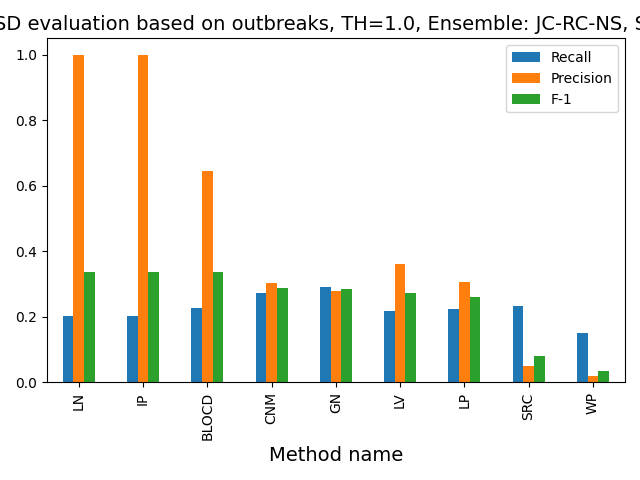 SD evaluation based on outbreaks, TH=1.0, Ensemble: JC-RC-NS, S
Recall
Precision
F-1
1.0
0.8
0.6
0.4
0.2
0.0
LN
IP
BLOCD
CNM
GN
LV
LP
SRC
WP
Method name